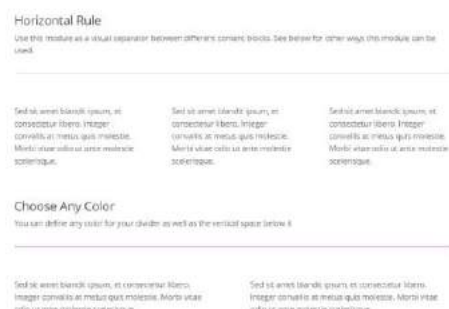 Horizontal Rule
Use this module as a visual separator between different content blocks. See below for other ways this module can be
used.
Sed sit amet blandit ipsum, et
consectetur libero. Integer
convallis at metus quis molestie.
Morbi vitae odio ut ante molestie
scelerisque.
Sed sit amet blandit ipsum, et
consectetur libero. Integer
convallis at metus quis molestie.
Morbi vitae odio ut ante molestie
scelerisque.
Sed sit amet blandit ipsum, et
consectetur libero. Integer
convallis at metus quis molestie.
Morbi vitae odio ut ante molestie
scelerisque.
Choose Any Color
You can define any color for your divider as well as the vertical space below it
Sed sit amet blandit ipsum, et consectetur libero.
Integer convallis at metus quis molestie. Morbi vitae
Sed sit amet blandit ipsum, et consectetur libero.
Integer convallis at metus quis molestie. Morbi vitae